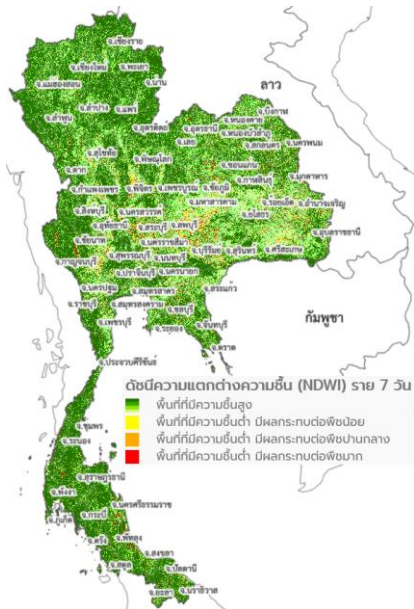 จ.เชียงราย
จ.เชียงใหม่
จ.พะเยา
จ.แม่ฮ่องสอน
จ.น่าน
จ.ลำปาง
จ.แพร่
จ.ลำพูน
ลาว
จ.บึงกาฬ
จ.หนองคาย
จ.อุตรดิตถ์
จ.อุดรธานี
จ.หนองบัวลำภู
จ.เลย
จ.สกลนคร
จ.นครพนม
จ.สุโขทัย
จ.พิษณุโลก
จ.ขอนแก่น
จ.ตาก
จ.กาฬสินธุ์
จ.มุกดาหาร
จ.กำแพงเพชร
จ.พิจิตร
จ.เพชรบูรณ์
จ.ชัยภูมิ
จ.มหาสารคาม
จ.ร้อยเอ็ด
จ.อำนาจเจริญ
จ.สิงห์บุรี
จ.นครสวรรค์
จ.ยโสธร
จ.อุทัยธานี
จ.สระบุรี
จ.ลพบุรี
จ.อุบลราชธานี
จ.ชัยนาท
จ.นครราชสีมา
จ.บุรีรัมย์
จ.สุรินทร์
จ.ศรีสะเกษ
จ.กาญจนบุรี
จ.สุพรรณบุรี
จ.นนทบุรี
จ.ปราจีนบุรี
จ.นครนายก
จ.นครปฐม
จ.สมุทรสาคร
จ.สระแก้ว
จ.ราชบุรี
จ.สมุทรสงคราม
จ.ชลบุรี
กัมพูชา
จ.เพชรบุรี
จ.ระยอง
จ.จันทบุรี
จ.ตราด
จ.ประจวบคีรีขันธ์
ดัชนีความแตกต่างความชื้น (NDWI) ราย 7 วัน
พื้นที่ที่มีความชื้นสูง
พื้นที่ที่มีความชื้นต่ำ มีผลกระทบต่อพืชน้อย
พื้นที่ที่มีความชื้นต่ำ มีผลกระทบต่อพืชปานกลาง
พื้นที่ที่มีความชื้นต่ำ มีผลกระทบต่อพืชมาก
จ.ชุมพร
จ.ระนอง
จ.สุราษฎร์ธานี
จ.พังงา
จ.นครศรีธรรมราช
จ.ภูเก็ต
จ.กระบี่
จ.ตรัง
จ.พัทลุง
จ.สงขลา
จ.สตูล
จ.ปัตตานี
จ.ยะลา
จ.นราธิวาส